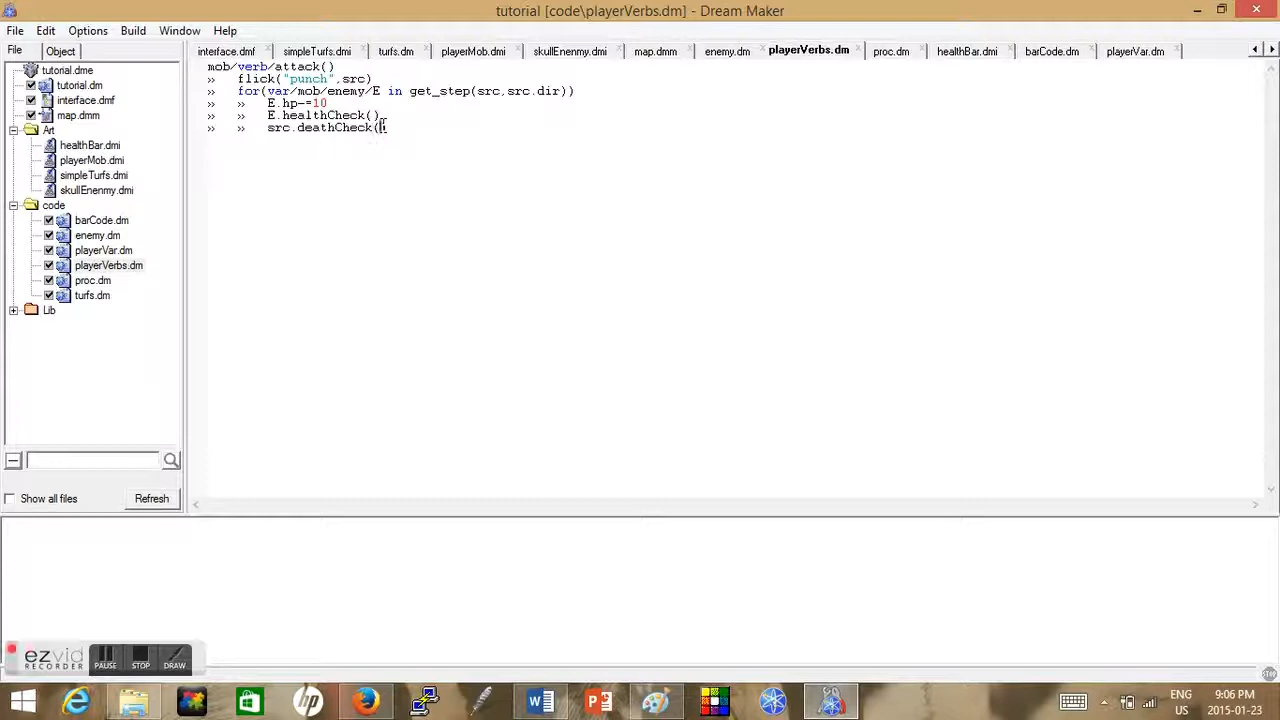 tutorial [code\playerVerbs.dm] - Dream Maker
File Edit Options Build Window Help
File Object
interface.dmf simpleTurfs.dmi turfs.dm playerMob.dmi skullEnenmy.dmi map.dmm enemy.dm playerVerbs.dm proc.dm healthBar.dmi barCode.dm playerVar.dm
tutorial.dme
tutorial.dm
interface.dmf
map.dmm
Art
healthBar.dmi
playerMob.dmi
simpleTurfs.dmi
skullEnenmy.dmi
code
barCode.dm
enemy.dm
playerVar.dm
playerVerbs.dm
proc.dm
turfs.dm
Lib
Show all files Refresh
mob/verb/attack()
» flick("punch",src)
» for(var/mob/enemy/E in get_step(src,src.dir))
» » E.hp-=10
» » E.healthCheck()
» » src.deathCheck(
ezvid
RECORDER
PAUSE STOP DRAW
ENG
US
9:06 PM
2015-01-23